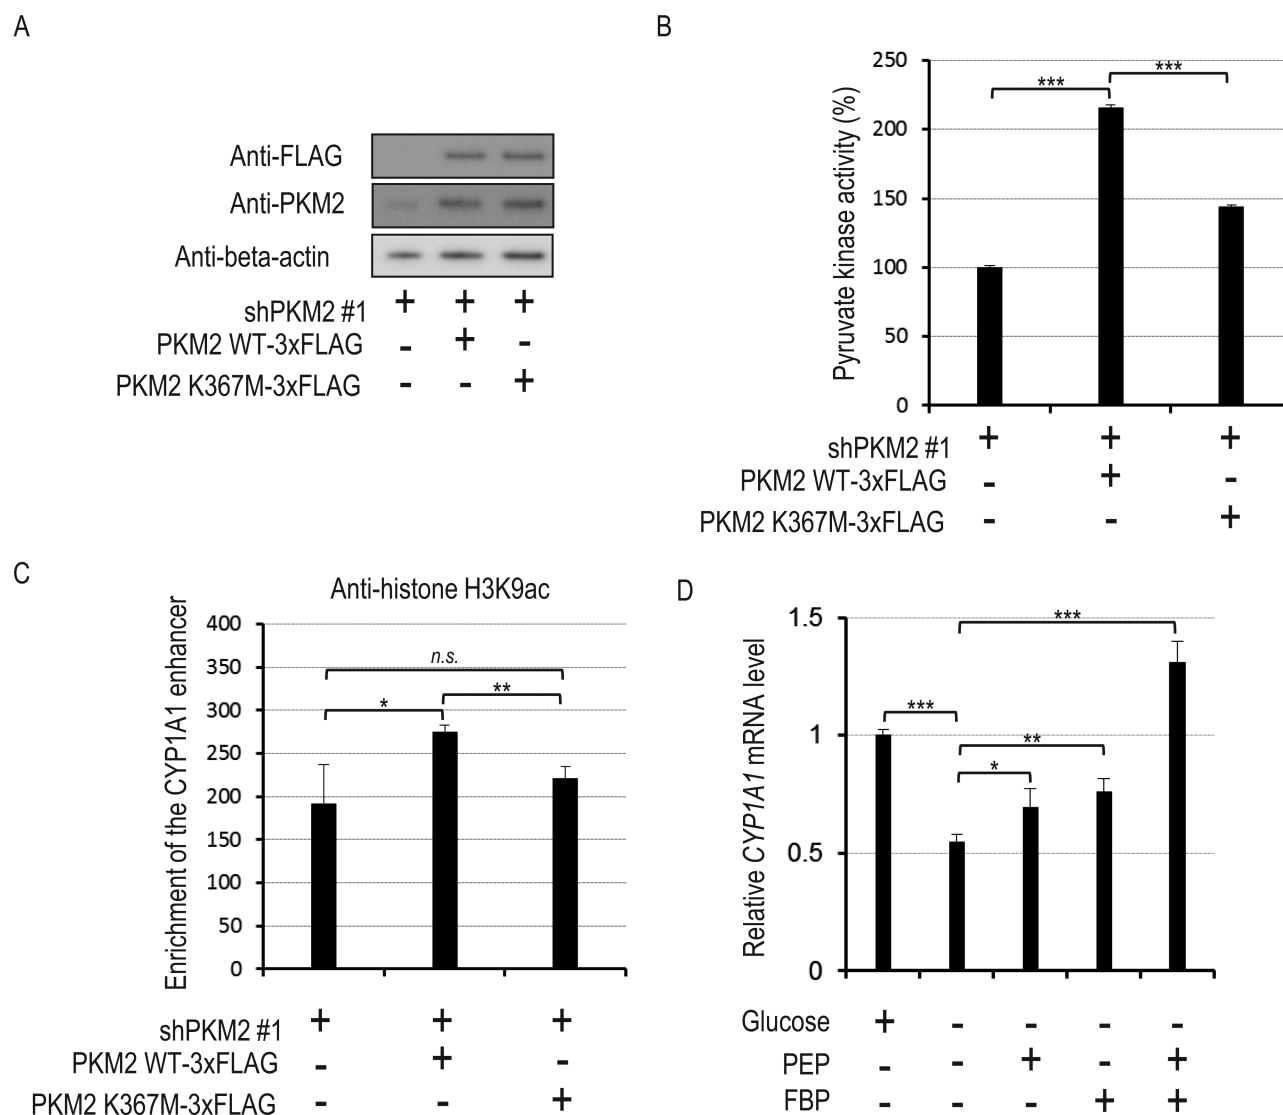 A
Anti-FLAG
Anti-PKM2
Anti-beta-actin
shPKM2 #1 + + +
PKM2 WT-3xFLAG - + -
PKM2 K367M-3xFLAG - - +
B
Pyruvate kinase activity (%)
250
200
150
100
50
0
***
***
shPKM2 #1 + + +
PKM2 WT-3xFLAG - + -
PKM2 K367M-3xFLAG - - +
C
Anti-histone H3K9ac
Enrichment of the CYP1A1 enhancer
400
350
300
250
200
150
100
50
0
n.s.
*
**
shPKM2 #1 + + +
PKM2 WT-3xFLAG - + -
PKM2 K367M-3xFLAG - - +
D
Relative CYP1A1 mRNA level
1.5
1
0.5
0
***
***
**
*
Glucose + - - - -
PEP - - + - +
FBP - - - + +